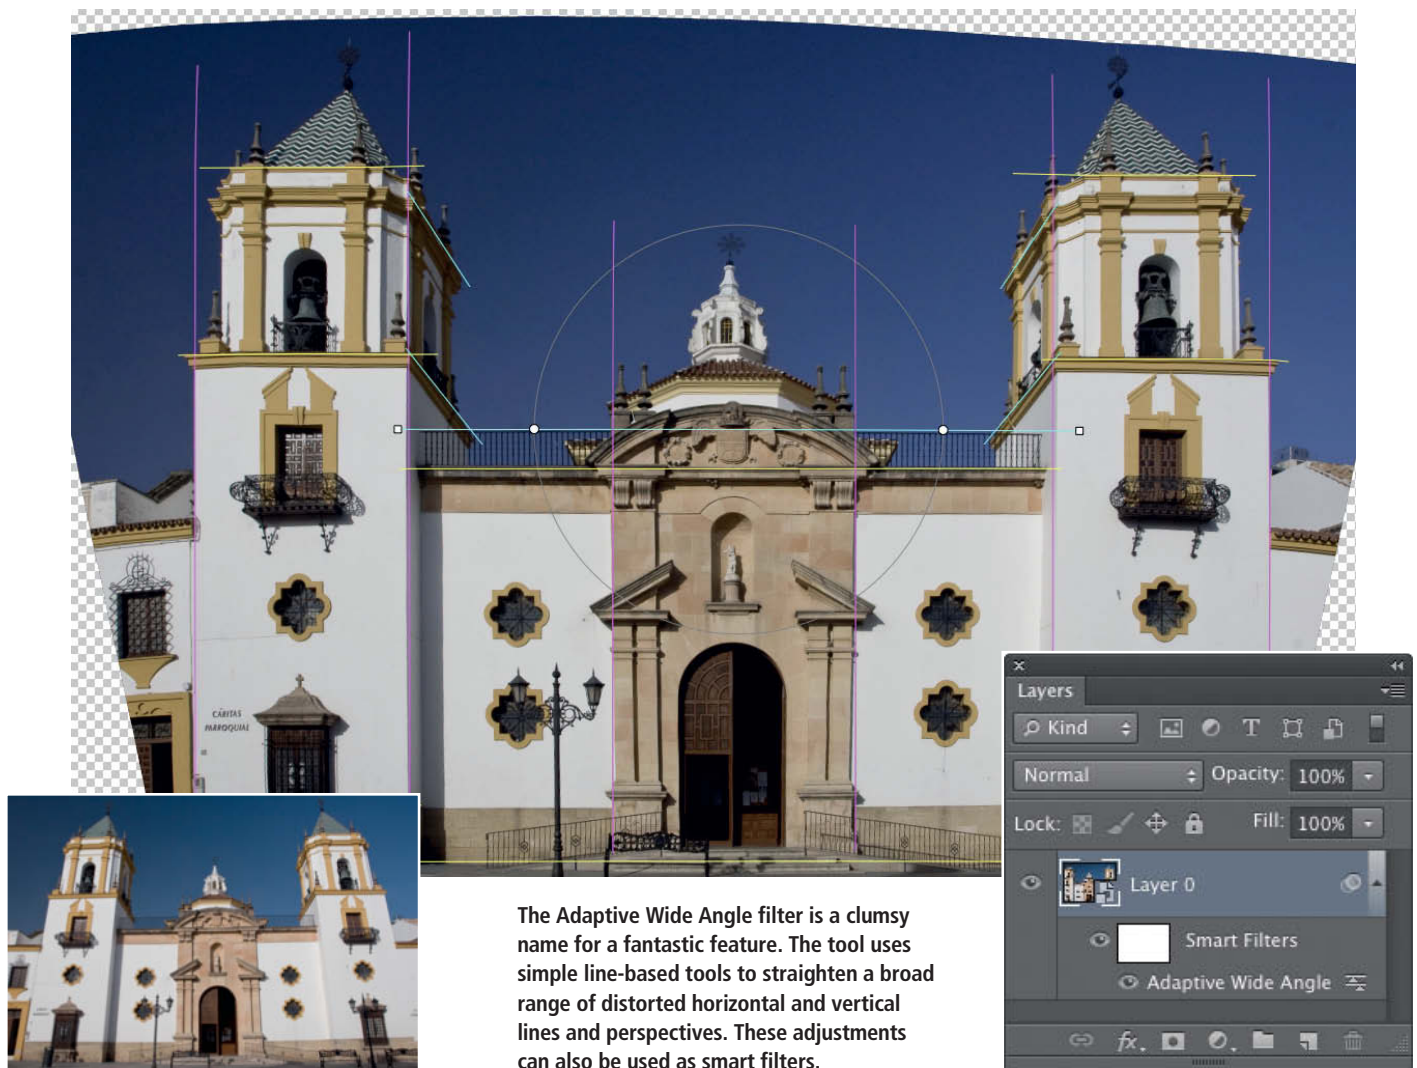 CÁRITAS
PARROQUIAL
The Adaptive Wide Angle filter is a clumsy
name for a fantastic feature. The tool uses
simple line-based tools to straighten a broad
range of distorted horizontal and vertical
lines and perspectives. These adjustments
can also be used as smart filters.
Layers
Kind
Normal
Opacity: 100%
Lock:
Fill: 100%
Layer 0
Smart Filters
Adaptive Wide Angle
fx